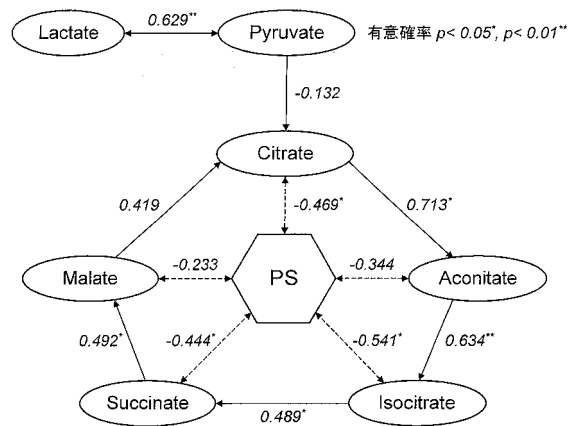 Lactate
0.629**
Pyruvate
有意確率 p< 0.05*, p< 0.01**
-0.132
Citrate
0.419
-0.469*
0.713*
Malate
-0.233
PS
-0.344
Aconitate
0.492*
-0.444*
-0.541*
0.634**
Succinate
0.489*
Isocitrate